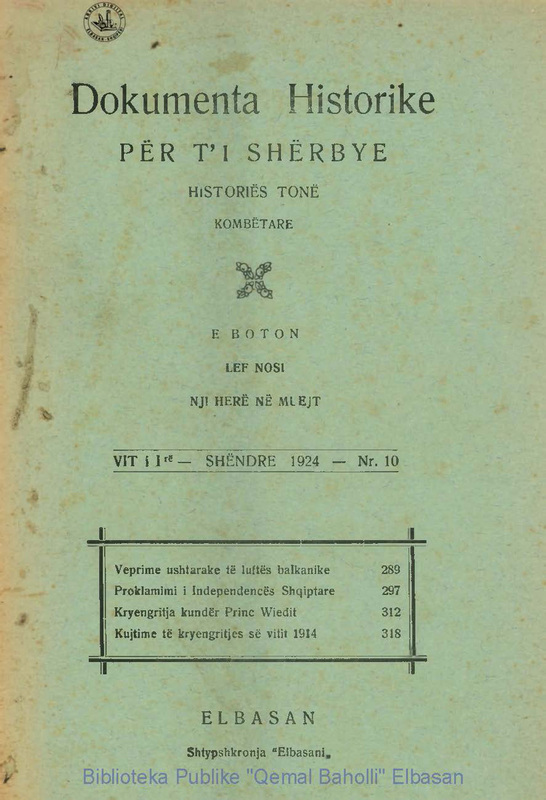 Dokumenta Historike
PËR T'I SHËRBYE
HiSTORIËS TONË
KOMBËTARE
E BOTON
LEF NOSI
NJI HERË NË MUEJT
VIT i Irë — SHËNDRE 1924 — Nr. 10
Veprime ushtarake të luftës balkanike 289
Proklamimi i Independencës Shqiptare 297
Kryengritja kundër Princ Wiedit 312
Kujtime të kryengritjes së vitit 1914 318
ELBASAN
Shtypshkronja "Elbasani„
Biblioteka Publike "Qemal Baholli" Elbasan